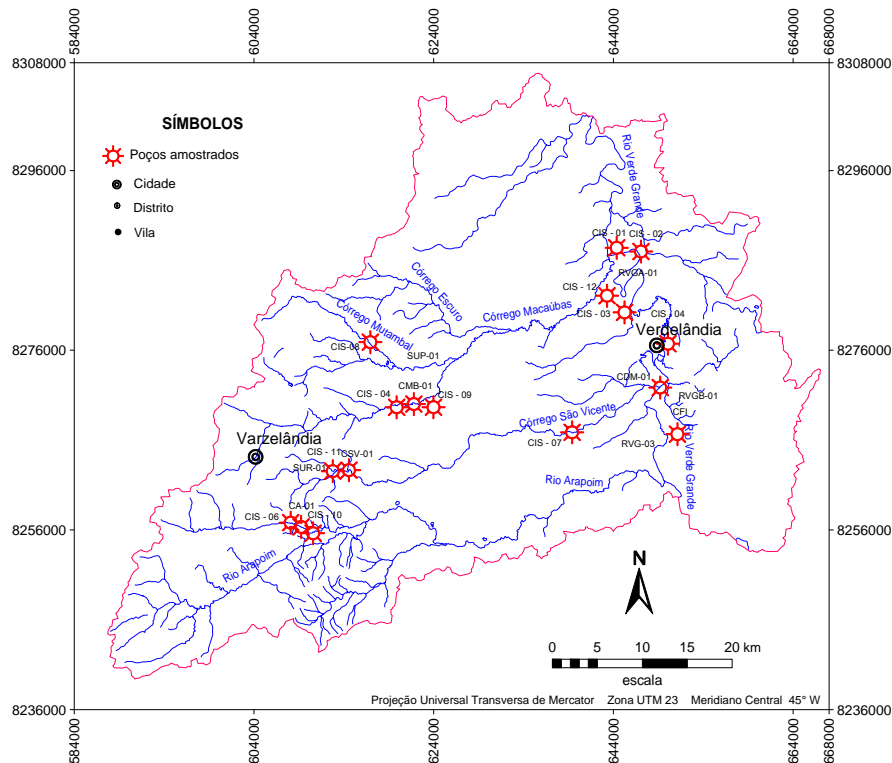 584000
604000
624000
644000
664000
668000
8308000
8308000
SÍMBOLOS
Poços amostrados
Cidade
Distrito
Vila
8296000
8296000
Rio Verde Grande
CIS - 01
CIS - 02
RVGA-01
CIS - 12
CIS - 03
CIS - 04
Córrego Escuro
Córrego Macaúbas
Córrego Mutambal
Verdelândia
8276000
8276000
CIS-08
SUP-01
CDM-01
CMB-01
CIS - 04
CIS - 09
RVGB-01
CFL
Córrego São Vicente
Varzelândia
CIS - 07
RVG-03
Rio Verde Grande
CIS - 11
CSV-01
SUR-01
Rio Arapoim
CA-01
CIS - 06
CIS - 10
8256000
8256000
Rio Arapoim
N
0 5 10 20 km
escala
Projeção Universal Transversa de Mercator Zona UTM 23 Meridiano Central 45° W
8236000
8236000
584000
604000
624000
644000
664000
668000